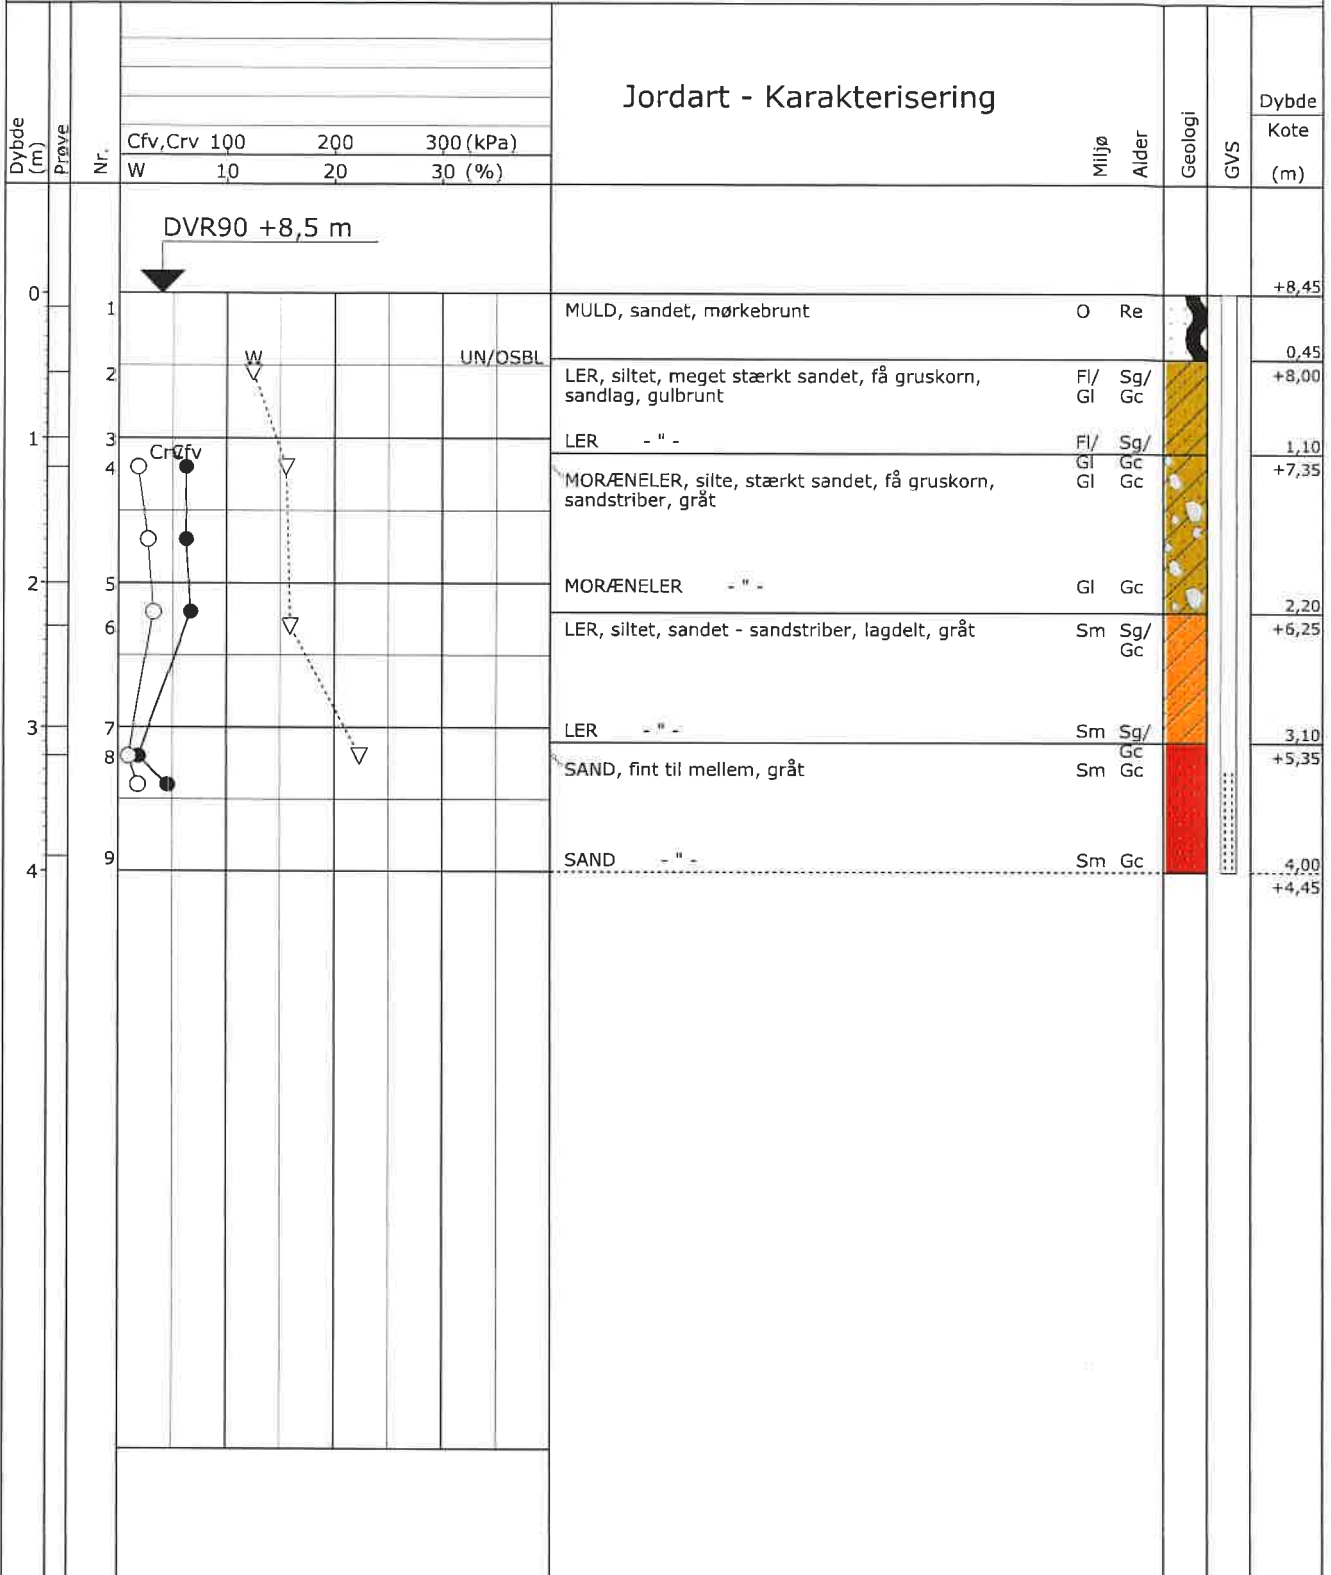 Jordart - Karakterisering
Dybde (m)
Prøve
Nr.
Cfv,Crv 100 200 300 (kPa)
W 10 20 30 (%)
Miljø
Alder
Geologi
GVS
Dybde
Kote
(m)
DVR90 +8,5 m
0
+8,45
1
MULD, sandet, mørkebrunt O Re
W
UN/OSBL
0,45
2
LER, siltet, meget stærkt sandet, få gruskorn, Fl/ Sg/
+8,00
sandlag, gulbrunt Gl Gc
1
3
LER - " - Fl/ Sg/
1,10
Gl Gc
Crv Cfv
4
+7,35
MORÆNELER, silte, stærkt sandet, få gruskorn, Gl Gc
sandstriber, gråt
2
5
MORÆNELER - " - Gl Gc
2,20
6
LER, siltet, sandet - sandstriber, lagdelt, gråt Sm Sg/
+6,25
Gc
3
7
LER - " - Sm Sg/
3,10
Gc
8
+5,35
SAND, fint til mellem, gråt Sm Gc
9
SAND - " - Sm Gc
4
4,00
+4,45